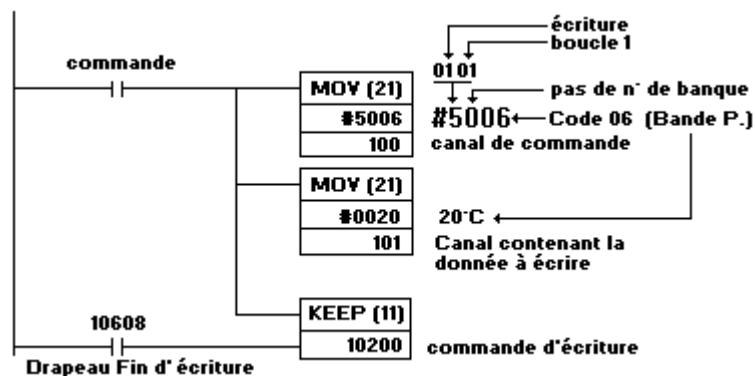 écriture
boucle 1
commande
01 01
MOV (21)
pas de n° de banque
#5006
#5006
Code 06 (Bande P.)
100
canal de commande
MOV (21)
#0020
20°C
101
Canal contenant la
donnée à écrire
10608
KEEP (11)
10200
commande d'écriture
Drapeau Fin d'écriture